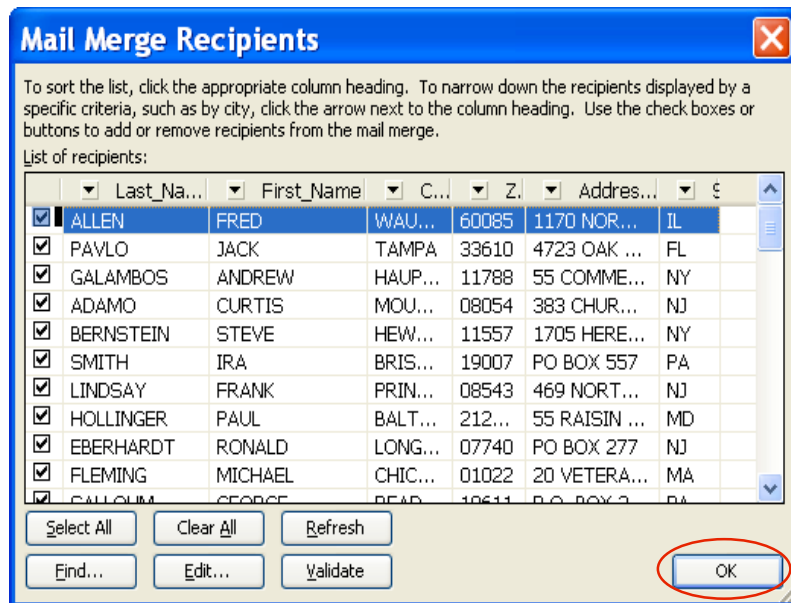 Mail Merge Recipients
To sort the list, click the appropriate column heading. To narrow down the recipients displayed by a
specific criteria, such as by city, click the arrow next to the column heading. Use the check boxes or
buttons to add or remove recipients from the mail merge.
List of recipients:
Last_Na... First_Name C... Z. Addres...
ALLEN FRED WAU... 60085 1170 NOR... IL
PAVLO JACK TAMPA 33610 4723 OAK ... FL
GALAMBOS ANDREW HAUP... 11788 55 COMME... NY
ADAMO CURTIS MOU... 08054 383 CHUR... NJ
BERNSTEIN STEVE HEW... 11557 1705 HERE... NY
SMITH IRA BRIS... 19007 PO BOX 557 PA
LINDSAY FRANK PRIN... 08543 469 NORT... NJ
HOLLINGER PAUL BALT... 212... 55 RAISIN ... MD
EBERHARDT RONALD LONG... 07740 PO BOX 277 NJ
FLEMING MICHAEL CHIC... 01022 20 VETERA... MA
Select All Clear All Refresh
Find... Edit... Validate OK